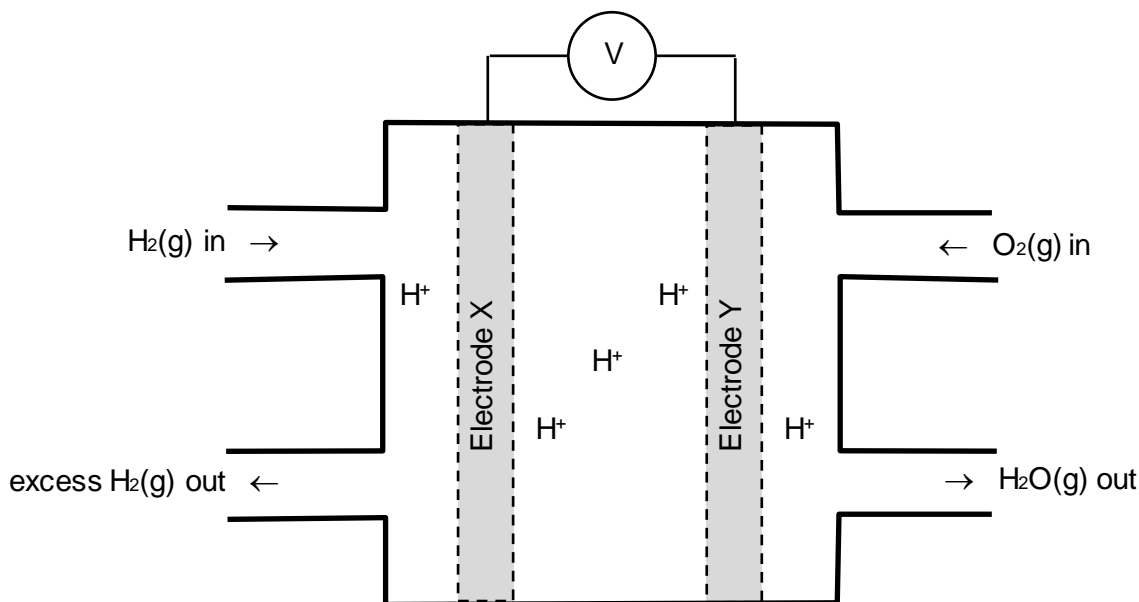 V
H₂(g) in →
← O₂(g) in
H⁺
H⁺
Electrode X
Electrode Y
H⁺
H⁺
H⁺
excess H₂(g) out ←
→ H₂O(g) out